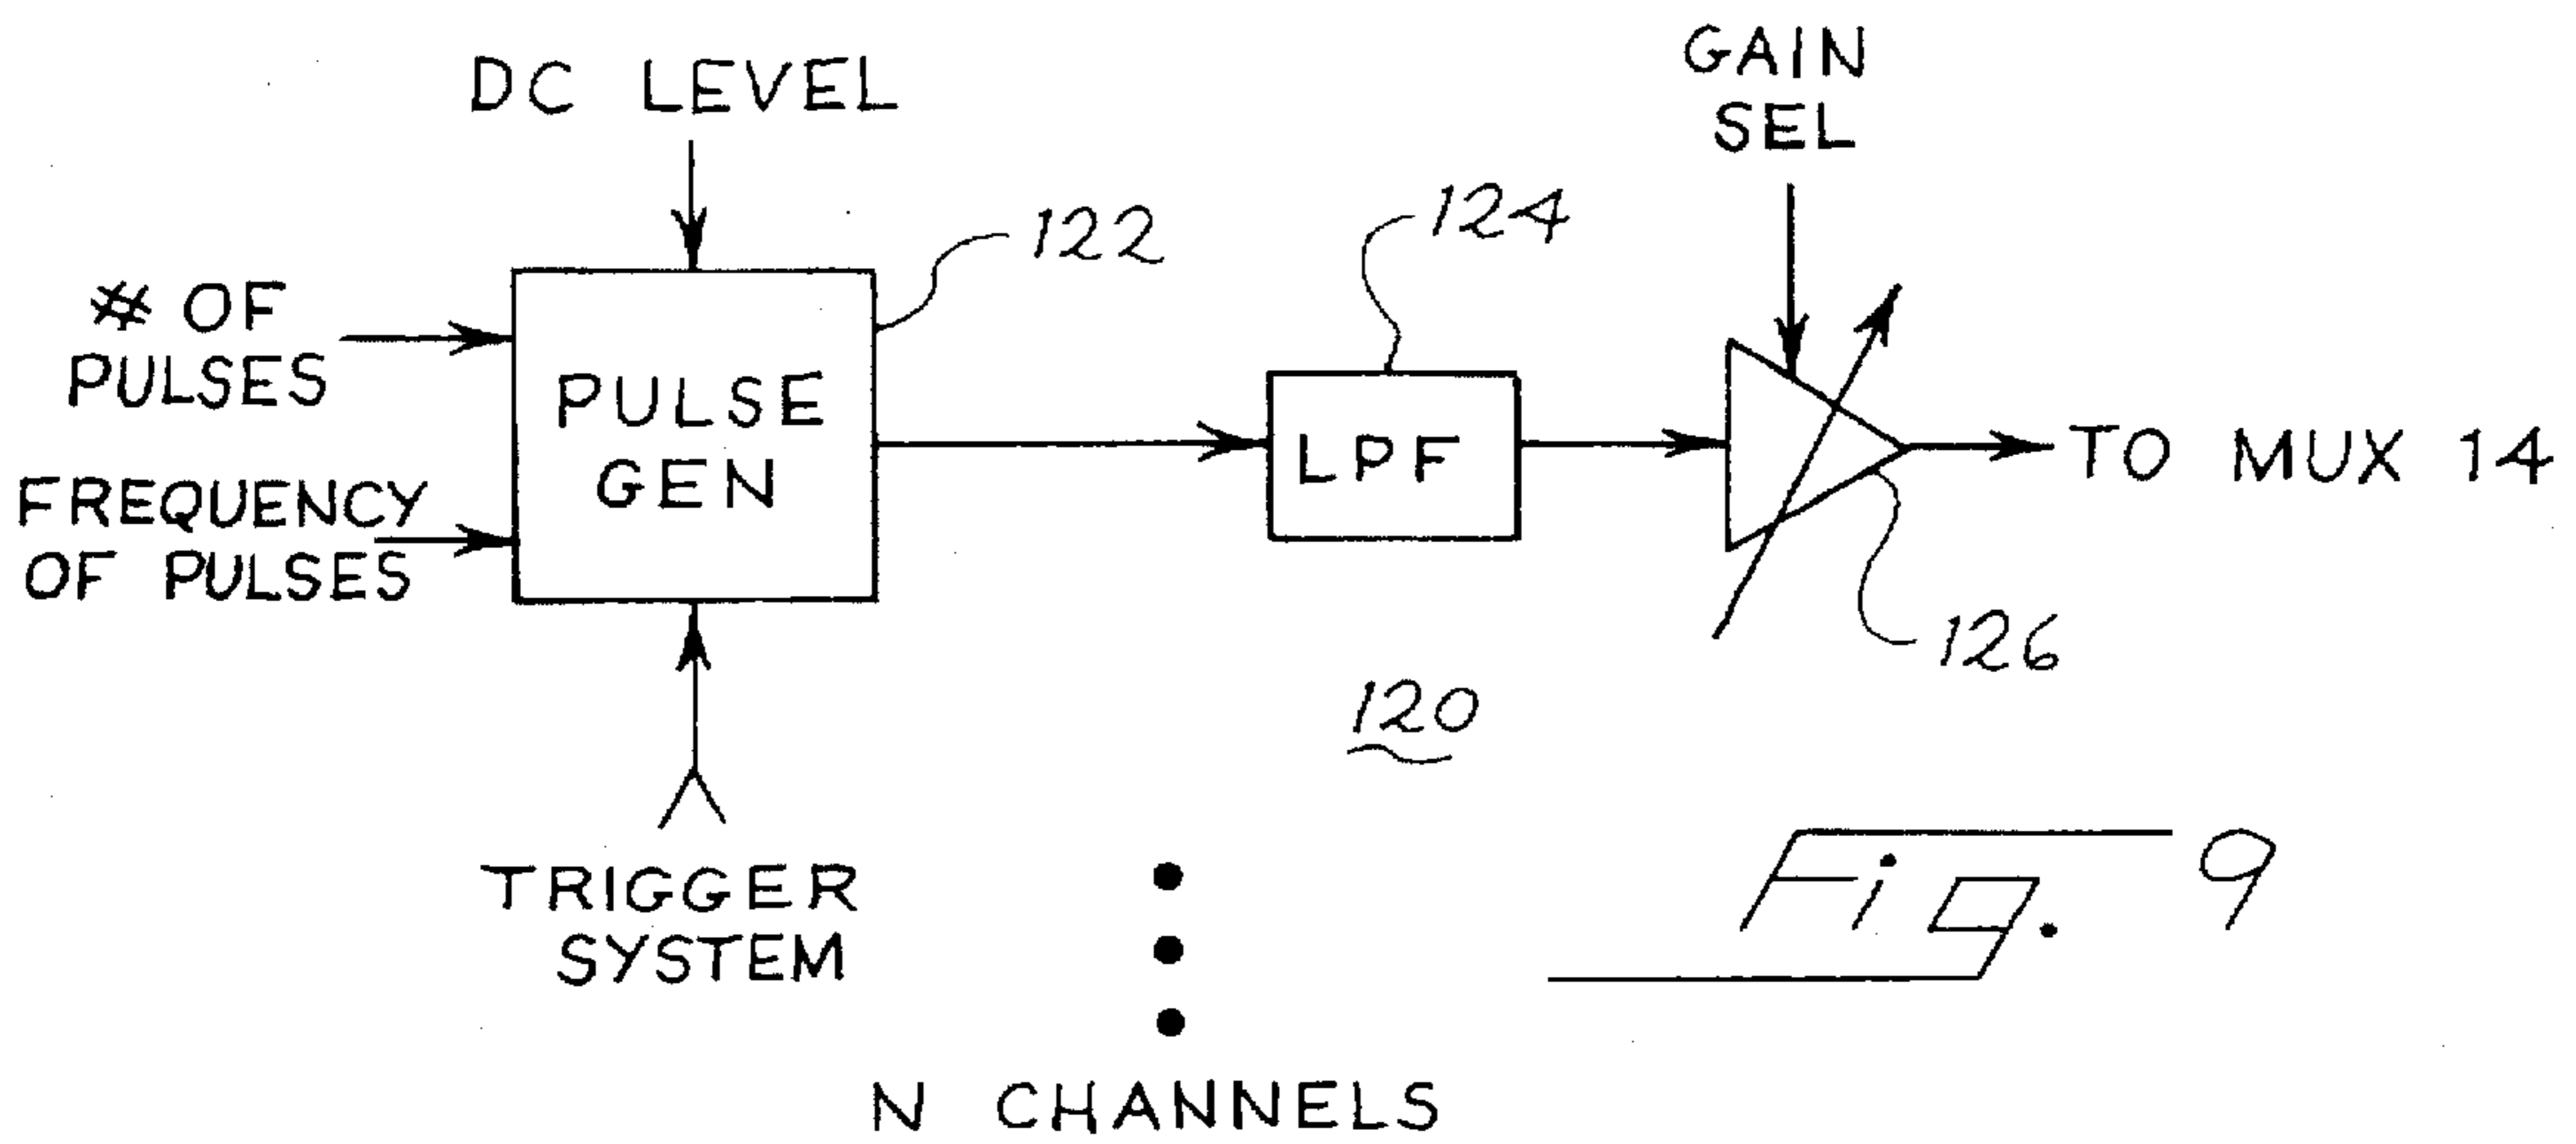 DC LEVEL
GAIN
SEL
122
124
# OF
PULSES
PULSE
GEN
FREQUENCY
OF PULSES
LPF
TO MUX 14
126
120
TRIGGER
SYSTEM
Fig. 9
N CHANNELS